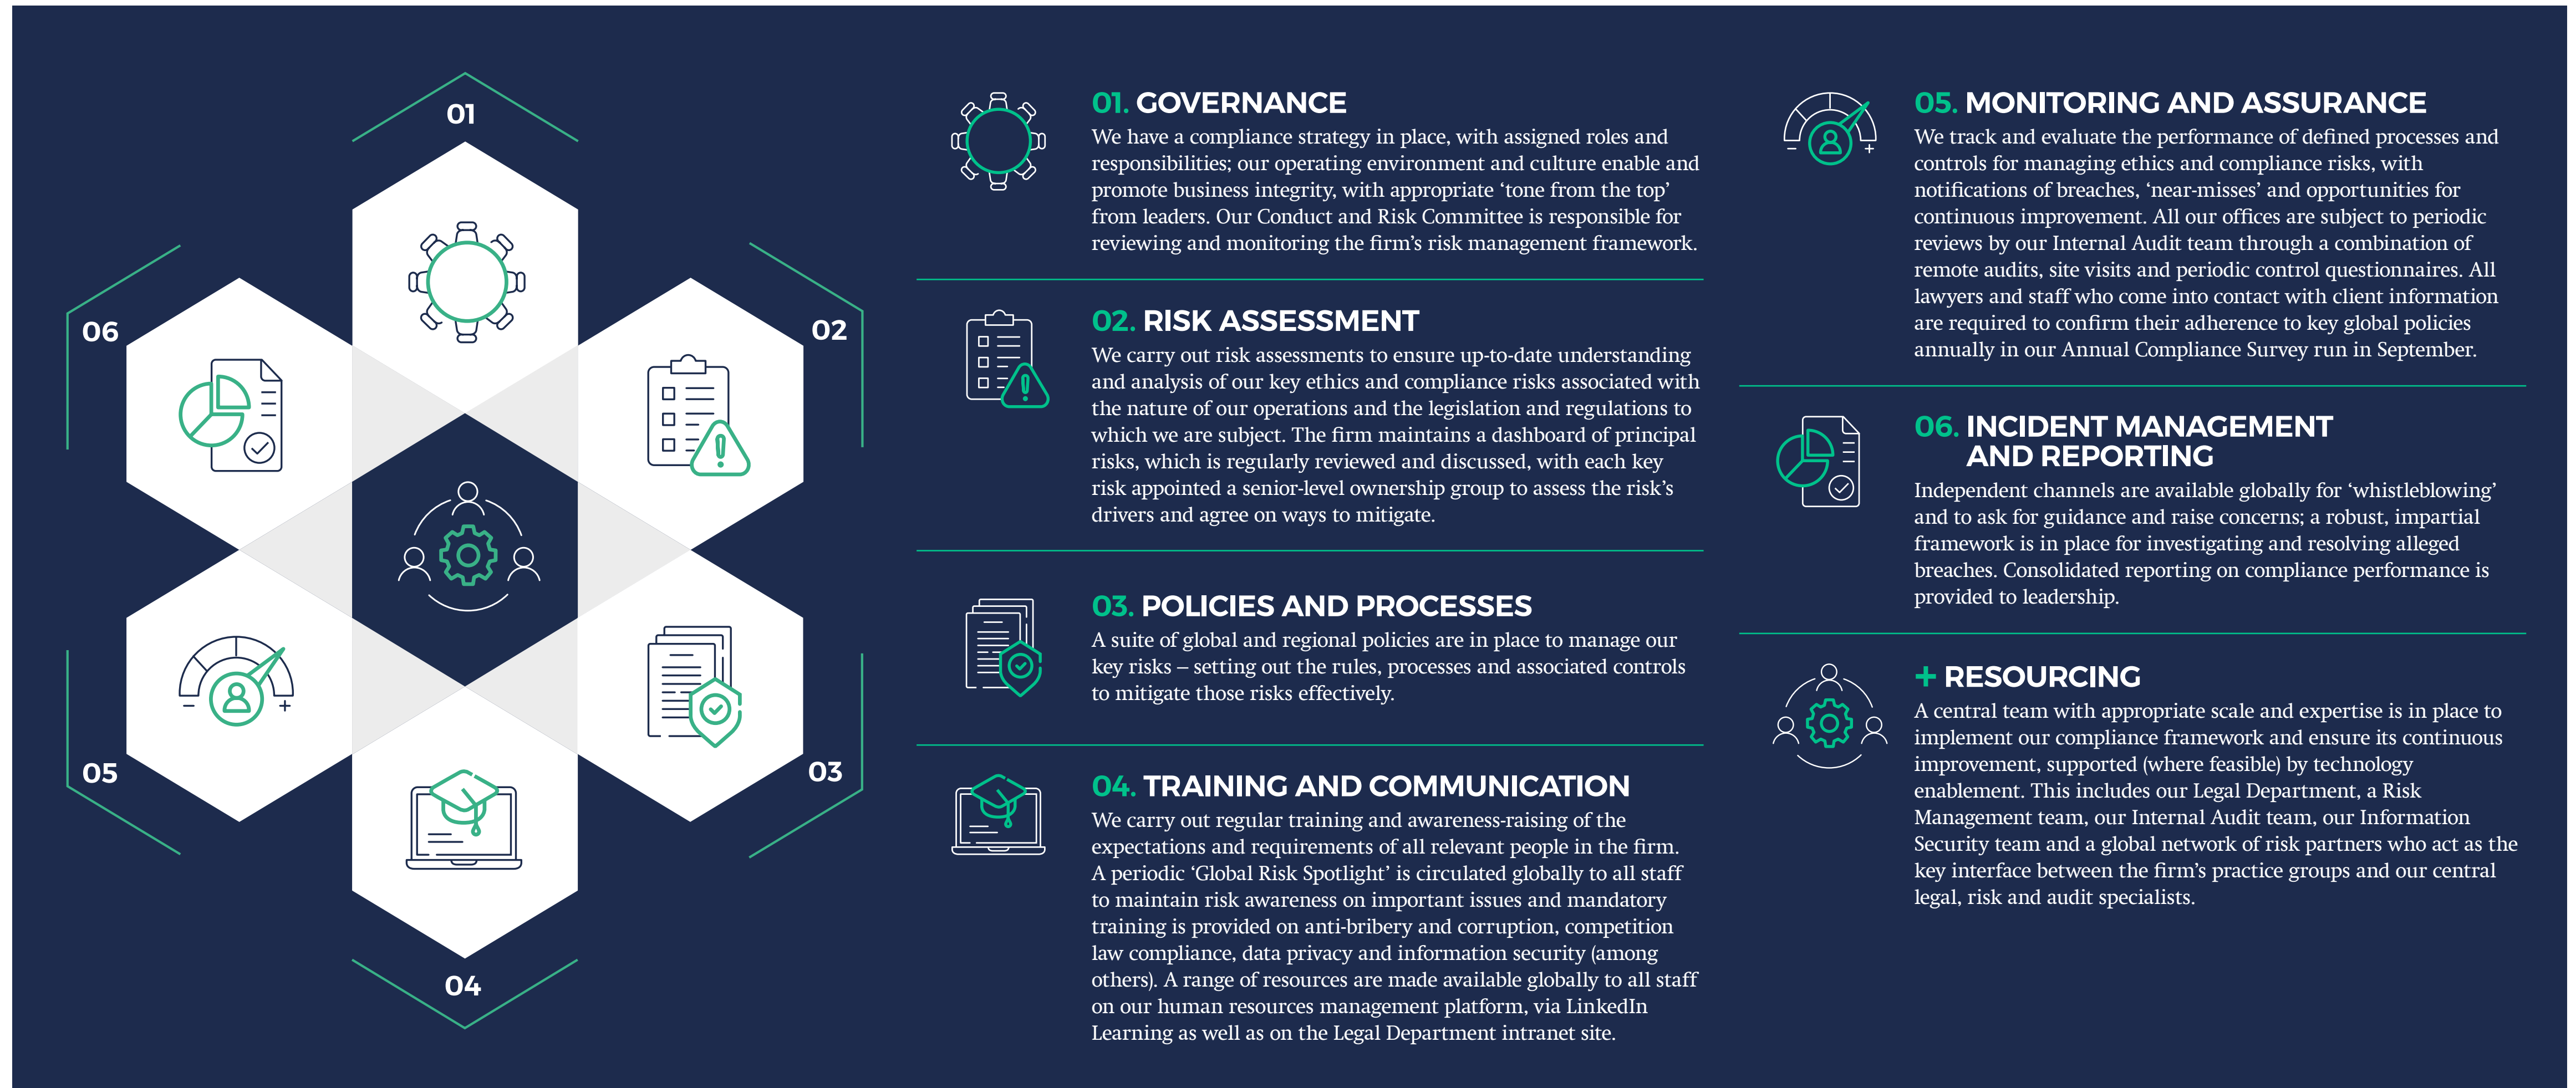 01
06
02
05
03
04
01. GOVERNANCE
We have a compliance strategy in place, with assigned roles and
responsibilities; our operating environment and culture enable and
promote business integrity, with appropriate ‘tone from the top’
from leaders. Our Conduct and Risk Committee is responsible for
reviewing and monitoring the firm’s risk management framework.
02. RISK ASSESSMENT
We carry out risk assessments to ensure up-to-date understanding
and analysis of our key ethics and compliance risks associated with
the nature of our operations and the legislation and regulations to
which we are subject. The firm maintains a dashboard of principal
risks, which is regularly reviewed and discussed, with each key
risk appointed a senior-level ownership group to assess the risk’s
drivers and agree on ways to mitigate.
03. POLICIES AND PROCESSES
A suite of global and regional policies are in place to manage our
key risks – setting out the rules, processes and associated controls
to mitigate those risks effectively.
04. TRAINING AND COMMUNICATION
We carry out regular training and awareness-raising of the
expectations and requirements of all relevant people in the firm.
A periodic ‘Global Risk Spotlight’ is circulated globally to all staff
to maintain risk awareness on important issues and mandatory
training is provided on anti-bribery and corruption, competition
law compliance, data privacy and information security (among
others). A range of resources are made available globally to all staff
on our human resources management platform, via LinkedIn
Learning as well as on the Legal Department intranet site.
05. MONITORING AND ASSURANCE
We track and evaluate the performance of defined processes and
controls for managing ethics and compliance risks, with
notifications of breaches, ‘near-misses’ and opportunities for
continuous improvement. All our offices are subject to periodic
reviews by our Internal Audit team through a combination of
remote audits, site visits and periodic control questionnaires. All
lawyers and staff who come into contact with client information
are required to confirm their adherence to key global policies
annually in our Annual Compliance Survey run in September.
06. INCIDENT MANAGEMENT
AND REPORTING
Independent channels are available globally for ‘whistleblowing’
and to ask for guidance and raise concerns; a robust, impartial
framework is in place for investigating and resolving alleged
breaches. Consolidated reporting on compliance performance is
provided to leadership.
+ RESOURCING
A central team with appropriate scale and expertise is in place to
implement our compliance framework and ensure its continuous
improvement, supported (where feasible) by technology
enablement. This includes our Legal Department, a Risk
Management team, our Internal Audit team, our Information
Security team and a global network of risk partners who act as the
key interface between the firm’s practice groups and our central
legal, risk and audit specialists.